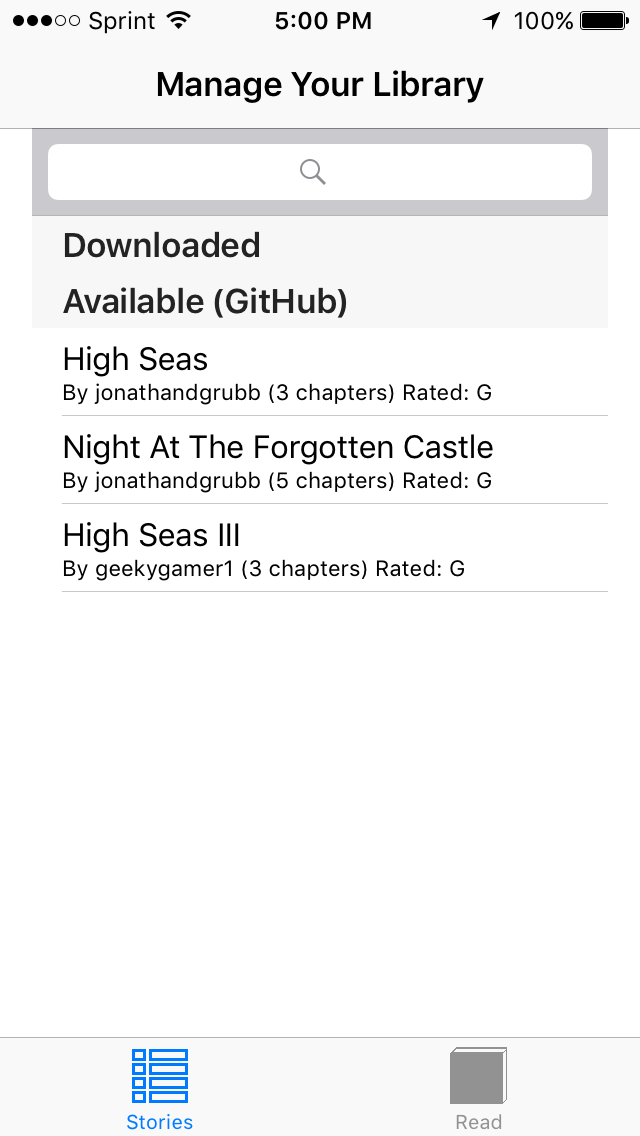 Sprint 5:00 PM 100%
Manage Your Library
Downloaded
Available (GitHub)
High Seas
By jonathandgrubb (3 chapters) Rated: G
Night At The Forgotten Castle
By jonathandgrubb (5 chapters) Rated: G
High Seas III
By geekygamer1 (3 chapters) Rated: G
Stories Read